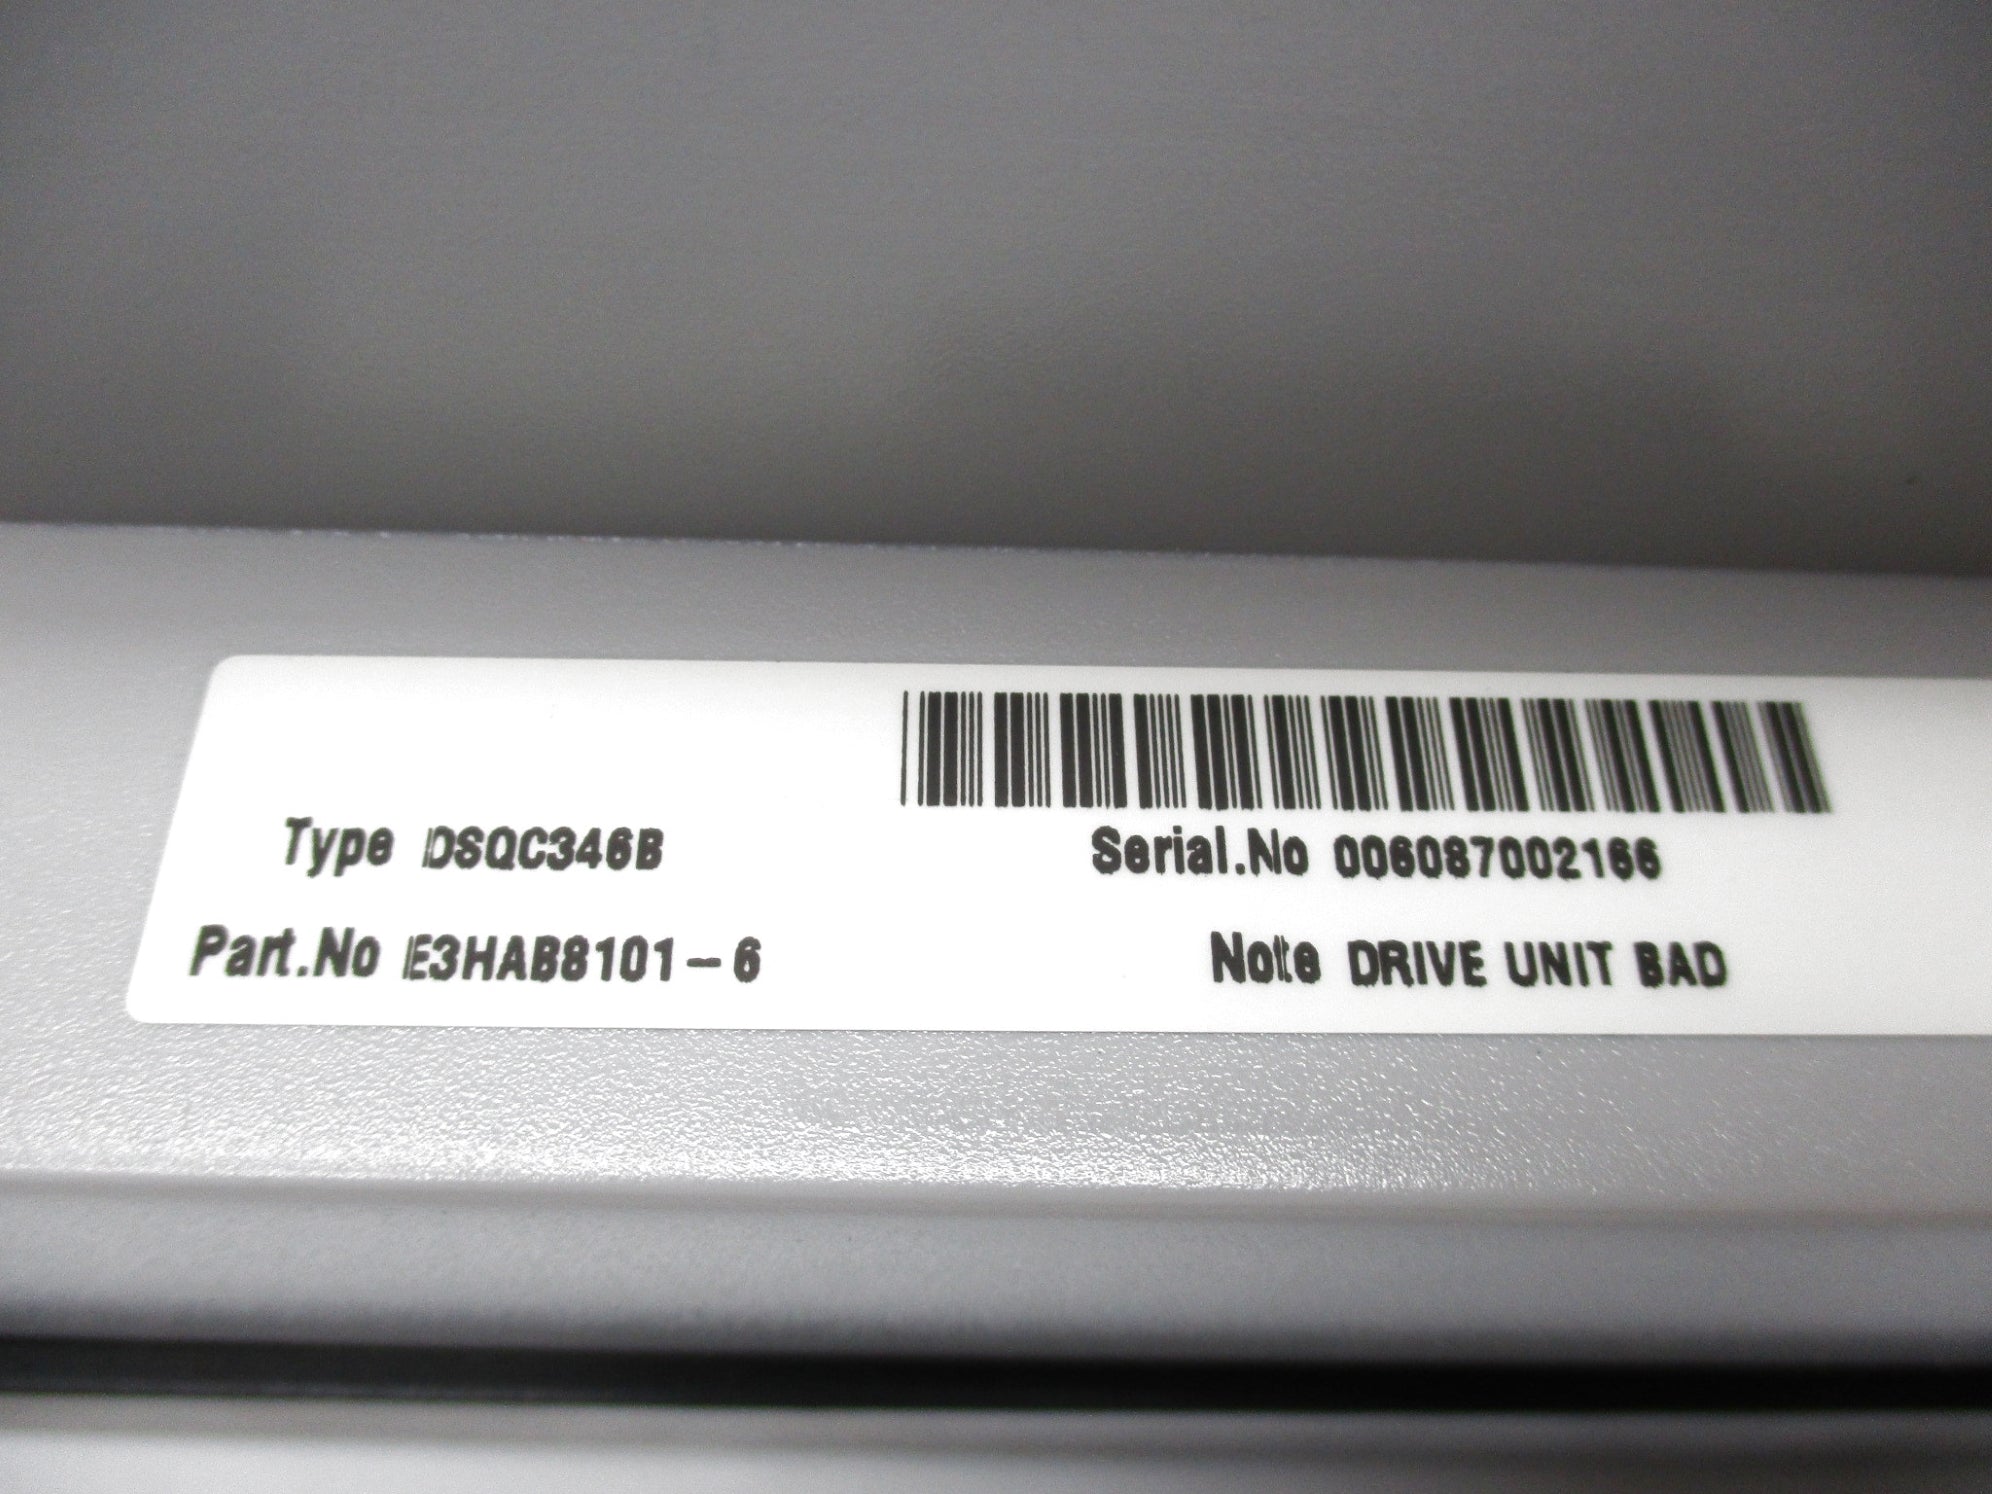 Type DSQC346B
Serial.No 006087002166
Part.No E3HAB8101-6
Note DRIVE UNIT BAD